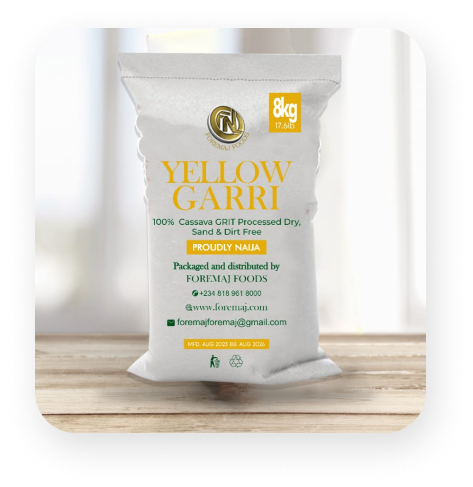 8kg
17.6lb
FOREMAJ FOODS
YELLOW
GARRI
100% Cassava GRIT Processed Dry,
Sand & Dirt Free
PROUDLY NAIJA
Packaged and distributed by
FOREMAJ FOODS
+234 818 961 8000
www.foremaj.com
foremajforemaj@gmail.com
MFD. AUG 2023 BB. AUG 2026